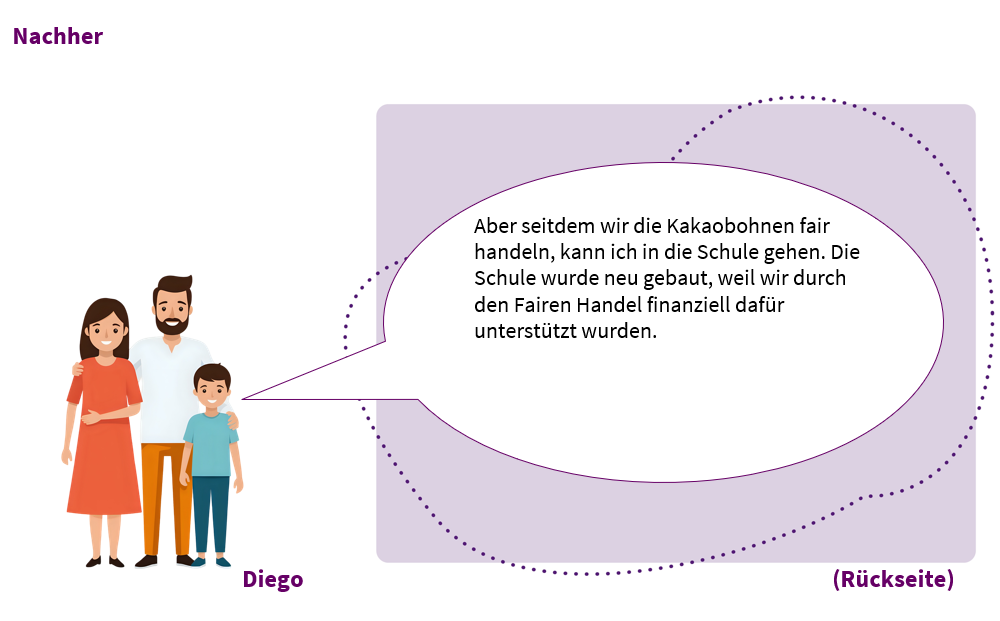 Nachher
Aber seitdem wir die Kakaobohnen fair
handeln, kann ich in die Schule gehen. Die
Schule wurde neu gebaut, weil wir durch
den Fairen Handel finanziell dafür
unterstützt wurden.
Diego
(Rückseite)